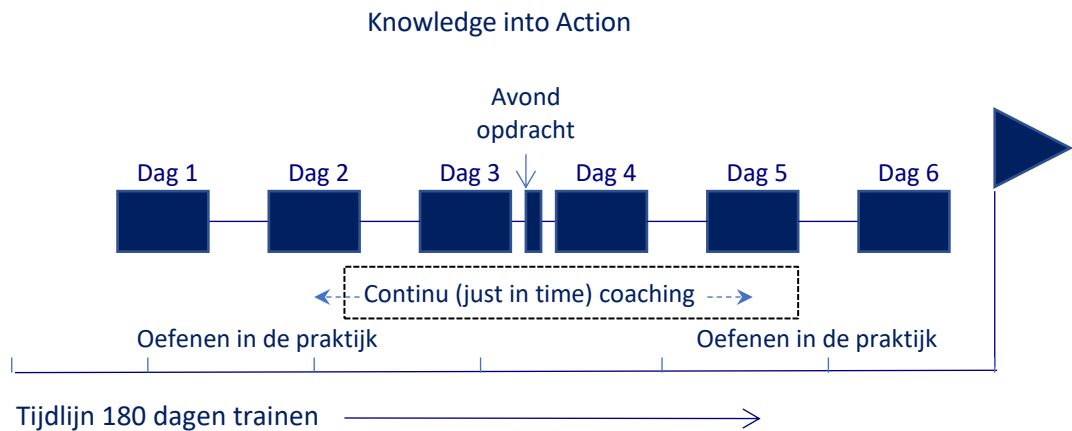 Knowledge into Action
Avond
opdracht
Dag 1
Dag 2
Dag 3
Dag 4
Dag 5
Dag 6
Continu (just in time) coaching
Oefenen in de praktijk
Oefenen in de praktijk
Tijdlijn 180 dagen trainen